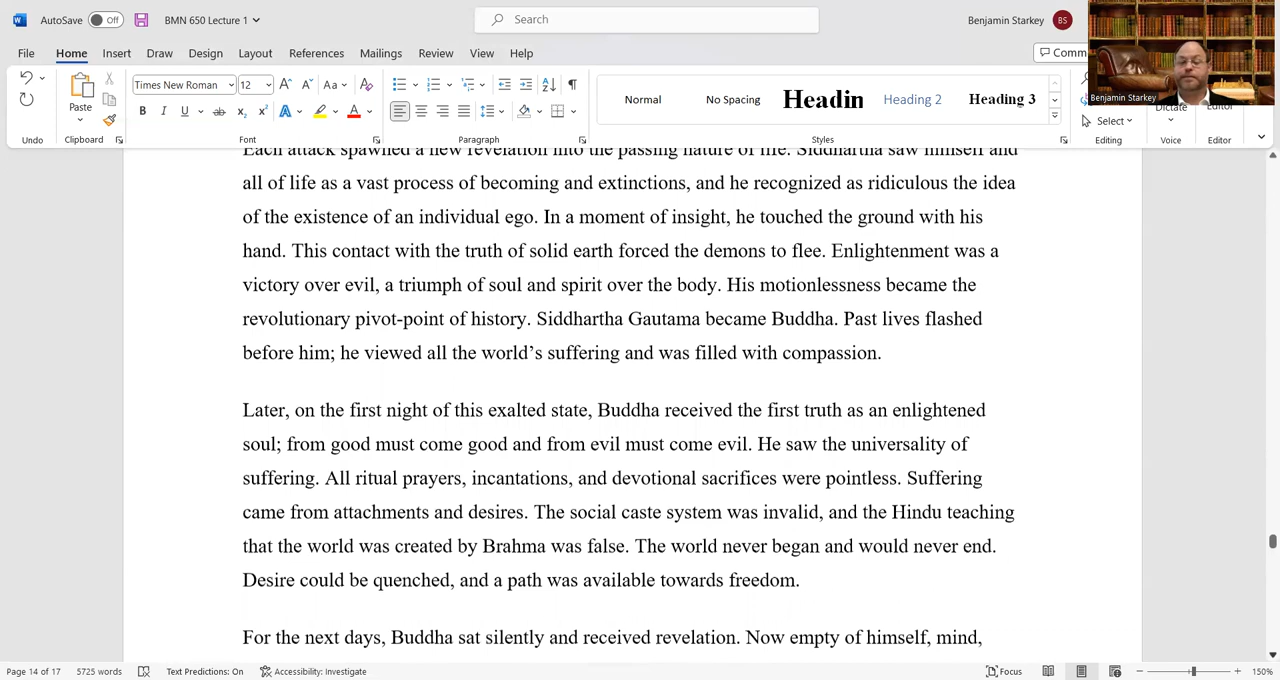 AutoSave Off BMN 650 Lecture 1 Search Benjamin Starkey BS
File Home Insert Draw Design Layout References Mailings Review View Help Comm
Times New Roman 12 Aa
Paste
B I U ab x₂ x² A A
Normal No Spacing Headin Heading 2 Heading 3
Benjamin Starkey
Select
Dictate
Editor
Undo Clipboard Font Paragraph Styles Editing Voice Editor
Each attack spawned a new revelation into the passing nature of life. Siddhartha saw himself and
all of life as a vast process of becoming and extinctions, and he recognized as ridiculous the idea
of the existence of an individual ego. In a moment of insight, he touched the ground with his
hand. This contact with the truth of solid earth forced the demons to flee. Enlightenment was a
victory over evil, a triumph of soul and spirit over the body. His motionlessness became the
revolutionary pivot-point of history. Siddhartha Gautama became Buddha. Past lives flashed
before him; he viewed all the world’s suffering and was filled with compassion.
Later, on the first night of this exalted state, Buddha received the first truth as an enlightened
soul; from good must come good and from evil must come evil. He saw the universality of
suffering. All ritual prayers, incantations, and devotional sacrifices were pointless. Suffering
came from attachments and desires. The social caste system was invalid, and the Hindu teaching
that the world was created by Brahma was false. The world never began and would never end.
Desire could be quenched, and a path was available towards freedom.
For the next days, Buddha sat silently and received revelation. Now empty of himself, mind,
Page 14 of 17 5725 words Text Predictions: On Accessibility: Investigate Focus 150%